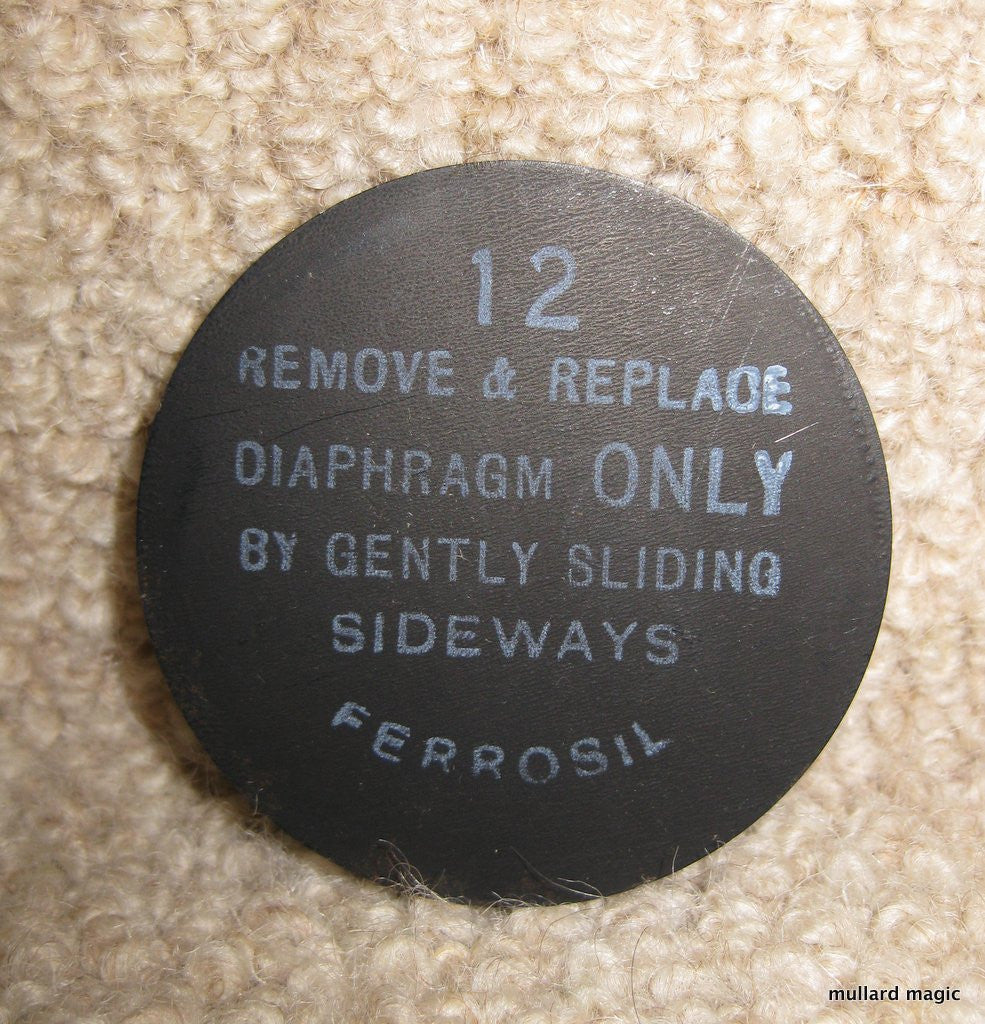 12
REMOVE & REPLACE
DIAPHRAGM ONLY
BY GENTLY SLIDING
SIDEWAYS
FERROSIL
mullard magic